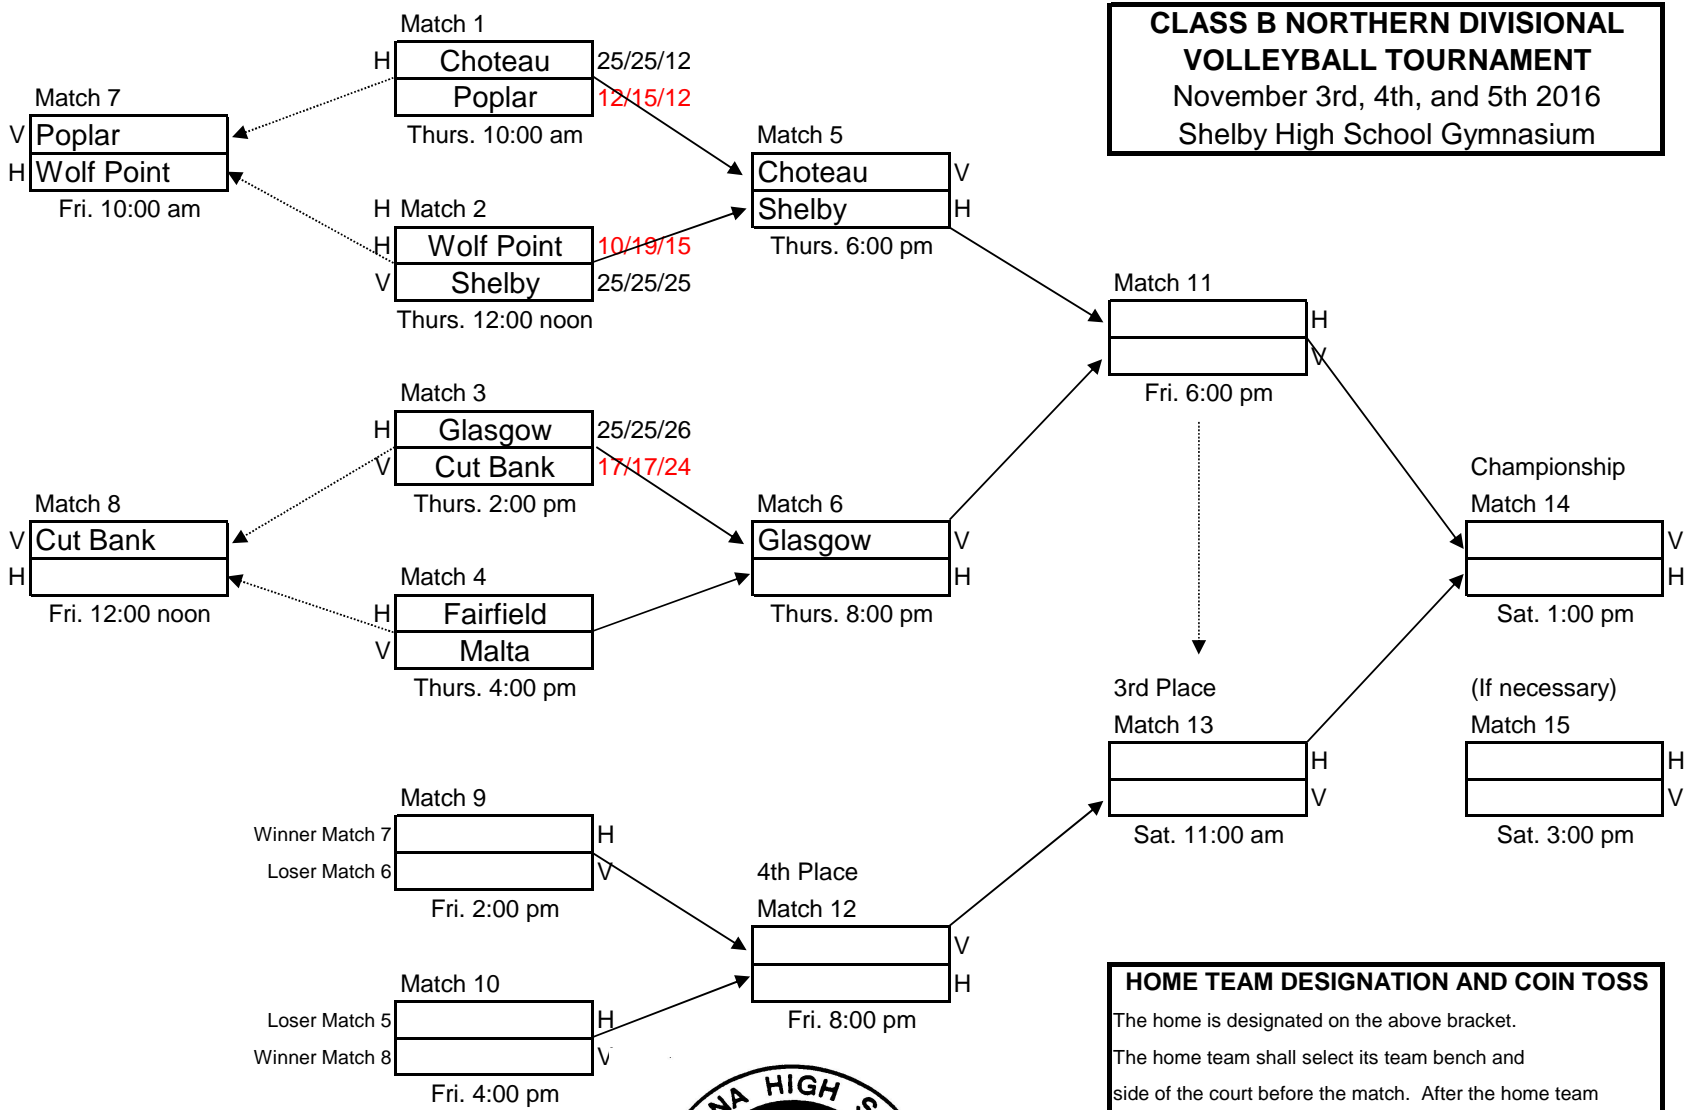 CLASS B NORTHERN DIVISIONAL
VOLLEYBALL TOURNAMENT
November 3rd, 4th, and 5th 2016
Shelby High School Gymnasium
Match 1
H Choteau 25/25/12
Poplar 12/15/12
Thurs. 10:00 am
Match 7
V Poplar
H Wolf Point
Fri. 10:00 am
H Match 2
H Wolf Point 10/19/15
V Shelby 25/25/25
Thurs. 12:00 noon
Match 5
Choteau V
Shelby H
Thurs. 6:00 pm
Match 11
H
V
Fri. 6:00 pm
Match 3
H Glasgow 25/25/26
V Cut Bank 17/17/24
Thurs. 2:00 pm
Match 8
V Cut Bank
H
Fri. 12:00 noon
Match 4
H Fairfield
V Malta
Thurs. 4:00 pm
Match 6
Glasgow V
H
Thurs. 8:00 pm
Championship
Match 14
V
H
Sat. 1:00 pm
3rd Place
Match 13
H
V
Sat. 11:00 am
(If necessary)
Match 15
H
V
Sat. 3:00 pm
Match 9
Winner Match 7 H
Loser Match 6 V
Fri. 2:00 pm
4th Place
Match 12
V
H
Fri. 8:00 pm
Match 10
Loser Match 5 H
Winner Match 8 V
Fri. 4:00 pm
HOME TEAM DESIGNATION AND COIN TOSS
The home is designated on the above bracket.
The home team shall select its team bench and
side of the court before the match. After the home team
HIGH